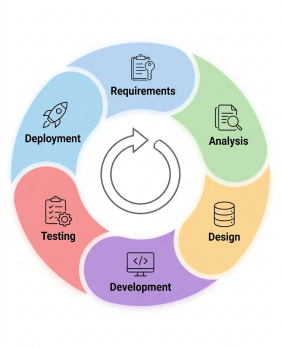 Requirements
Analysis
Design
Development
Testing
Deployment